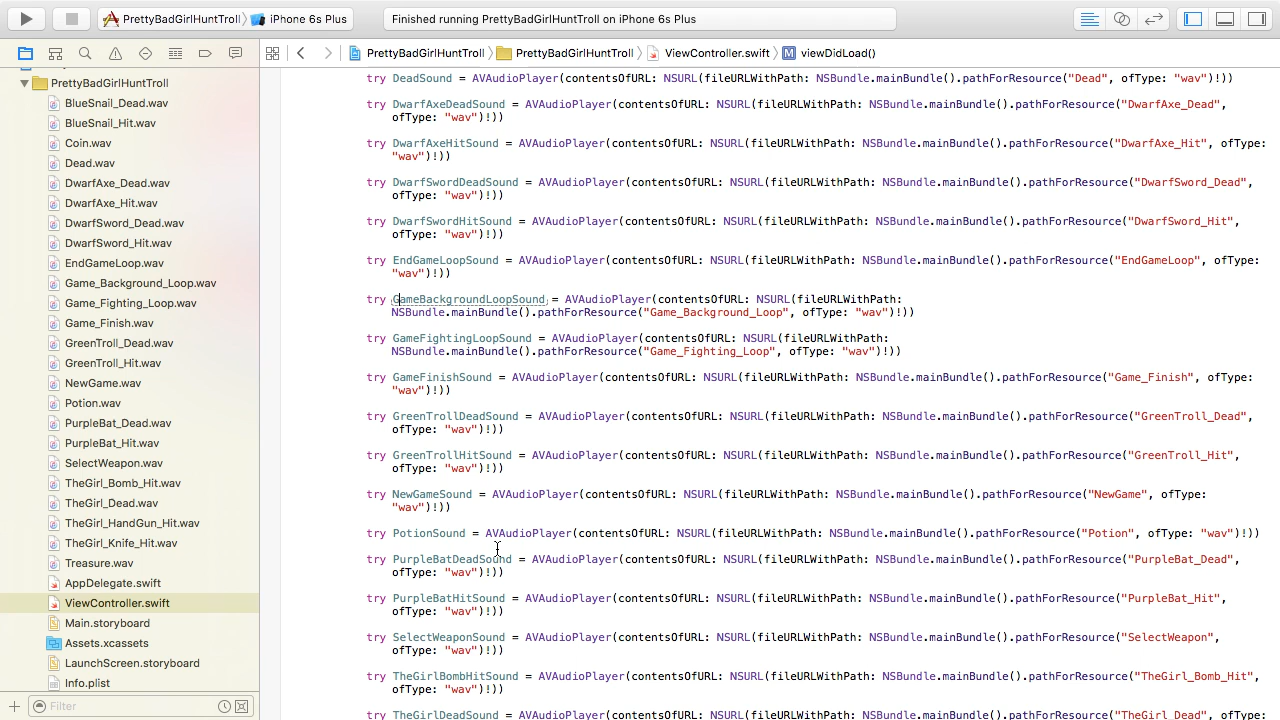 PrettyBadGirlHuntTroll
iPhone 6s Plus
Finished running PrettyBadGirlHuntTroll on iPhone 6s Plus
PrettyBadGirlHuntTroll
PrettyBadGirlHuntTroll
ViewController.swift
M
viewDidLoad()
PrettyBadGirlHuntTroll
BlueSnail_Dead.wav
BlueSnail_Hit.wav
Coin.wav
Dead.wav
DwarfAxe_Dead.wav
DwarfAxe_Hit.wav
DwarfSword_Dead.wav
DwarfSword_Hit.wav
EndGameLoop.wav
Game_Background_Loop.wav
Game_Fighting_Loop.wav
Game_Finish.wav
GreenTroll_Dead.wav
GreenTroll_Hit.wav
NewGame.wav
Potion.wav
PurpleBat_Dead.wav
PurpleBat_Hit.wav
SelectWeapon.wav
TheGirl_Bomb_Hit.wav
TheGirl_Dead.wav
TheGirl_HandGun_Hit.wav
TheGirl_Knife_Hit.wav
Treasure.wav
AppDelegate.swift
ViewController.swift
Main.storyboard
Assets.xcassets
LaunchScreen.storyboard
Info.plist
Filter
try DeadSound = AVAudioPlayer(contentsOfURL: NSURL(fileURLWithPath: NSBundle.mainBundle().pathForResource("Dead", ofType: "wav")!))
try DwarfAxeDeadSound = AVAudioPlayer(contentsOfURL: NSURL(fileURLWithPath: NSBundle.mainBundle().pathForResource("DwarfAxe_Dead",
ofType: "wav")!))
try DwarfAxeHitSound = AVAudioPlayer(contentsOfURL: NSURL(fileURLWithPath: NSBundle.mainBundle().pathForResource("DwarfAxe_Hit", ofType:
"wav")!))
try DwarfSwordDeadSound = AVAudioPlayer(contentsOfURL: NSURL(fileURLWithPath: NSBundle.mainBundle().pathForResource("DwarfSword_Dead",
ofType: "wav")!))
try DwarfSwordHitSound = AVAudioPlayer(contentsOfURL: NSURL(fileURLWithPath: NSBundle.mainBundle().pathForResource("DwarfSword_Hit",
ofType: "wav")!))
try EndGameLoopSound = AVAudioPlayer(contentsOfURL: NSURL(fileURLWithPath: NSBundle.mainBundle().pathForResource("EndGameLoop", ofType:
"wav")!))
try GameBackgroundLoopSound = AVAudioPlayer(contentsOfURL: NSURL(fileURLWithPath:
NSBundle.mainBundle().pathForResource("Game_Background_Loop", ofType: "wav")!))
try GameFightingLoopSound = AVAudioPlayer(contentsOfURL: NSURL(fileURLWithPath:
NSBundle.mainBundle().pathForResource("Game_Fighting_Loop", ofType: "wav")!))
try GameFinishSound = AVAudioPlayer(contentsOfURL: NSURL(fileURLWithPath: NSBundle.mainBundle().pathForResource("Game_Finish", ofType:
"wav")!))
try GreenTrollDeadSound = AVAudioPlayer(contentsOfURL: NSURL(fileURLWithPath: NSBundle.mainBundle().pathForResource("GreenTroll_Dead",
ofType: "wav")!))
try GreenTrollHitSound = AVAudioPlayer(contentsOfURL: NSURL(fileURLWithPath: NSBundle.mainBundle().pathForResource("GreenTroll_Hit",
ofType: "wav")!))
try NewGameSound = AVAudioPlayer(contentsOfURL: NSURL(fileURLWithPath: NSBundle.mainBundle().pathForResource("NewGame", ofType:
"wav")!))
try PotionSound = AVAudioPlayer(contentsOfURL: NSURL(fileURLWithPath: NSBundle.mainBundle().pathForResource("Potion", ofType: "wav")!))
try PurpleBatDeadSound = AVAudioPlayer(contentsOfURL: NSURL(fileURLWithPath: NSBundle.mainBundle().pathForResource("PurpleBat_Dead",
ofType: "wav")!))
try PurpleBatHitSound = AVAudioPlayer(contentsOfURL: NSURL(fileURLWithPath: NSBundle.mainBundle().pathForResource("PurpleBat_Hit",
ofType: "wav")!))
try SelectWeaponSound = AVAudioPlayer(contentsOfURL: NSURL(fileURLWithPath: NSBundle.mainBundle().pathForResource("SelectWeapon",
ofType: "wav")!))
try TheGirlBombHitSound = AVAudioPlayer(contentsOfURL: NSURL(fileURLWithPath: NSBundle.mainBundle().pathForResource("TheGirl_Bomb_Hit",
ofType: "wav")!))
try TheGirlDeadSound = AVAudioPlayer(contentsOfURL: NSURL(fileURLWithPath: NSBundle.mainBundle().pathForResource("TheGirl_Dead", ofType: